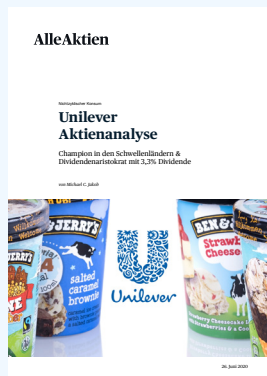 AlleAktien
Nichtzyklischer Konsum
Unilever
Aktienanalyse
Champion in den Schwellenländern &
Dividendenaristokrat mit 3,3% Dividende
von Michael C. Jakob
JERRY'S
salted
caramel
brownie
Unilever
BEN &
Strawb
Cheese
26. Juni 2020